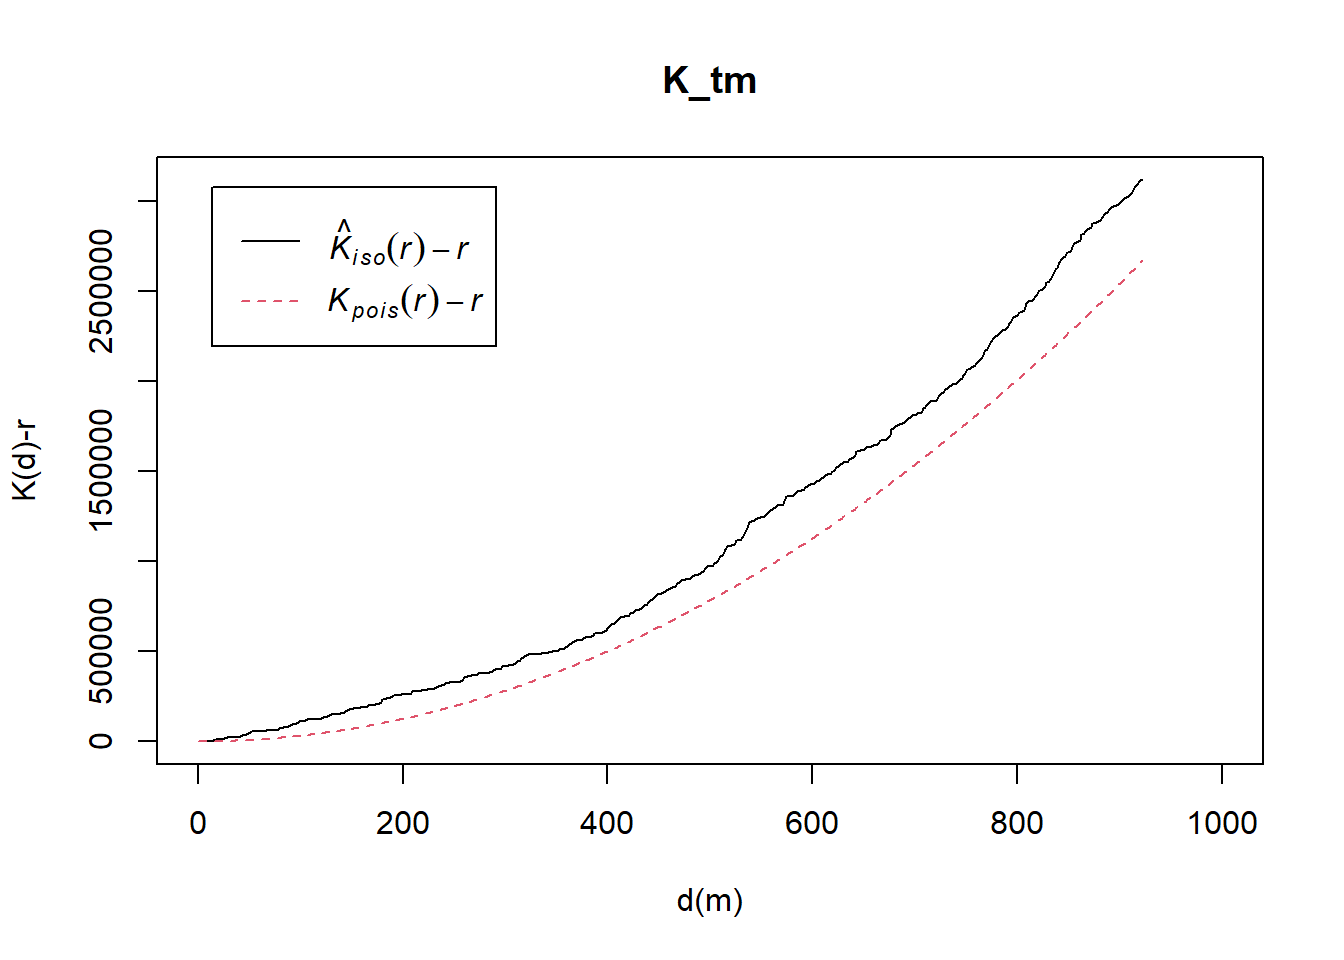 K_tm
K̂iso(r) − r
Kpois(r) − r
K(d)-r
0
500000
1500000
2500000
0 200 400 600 800 1000
d(m)